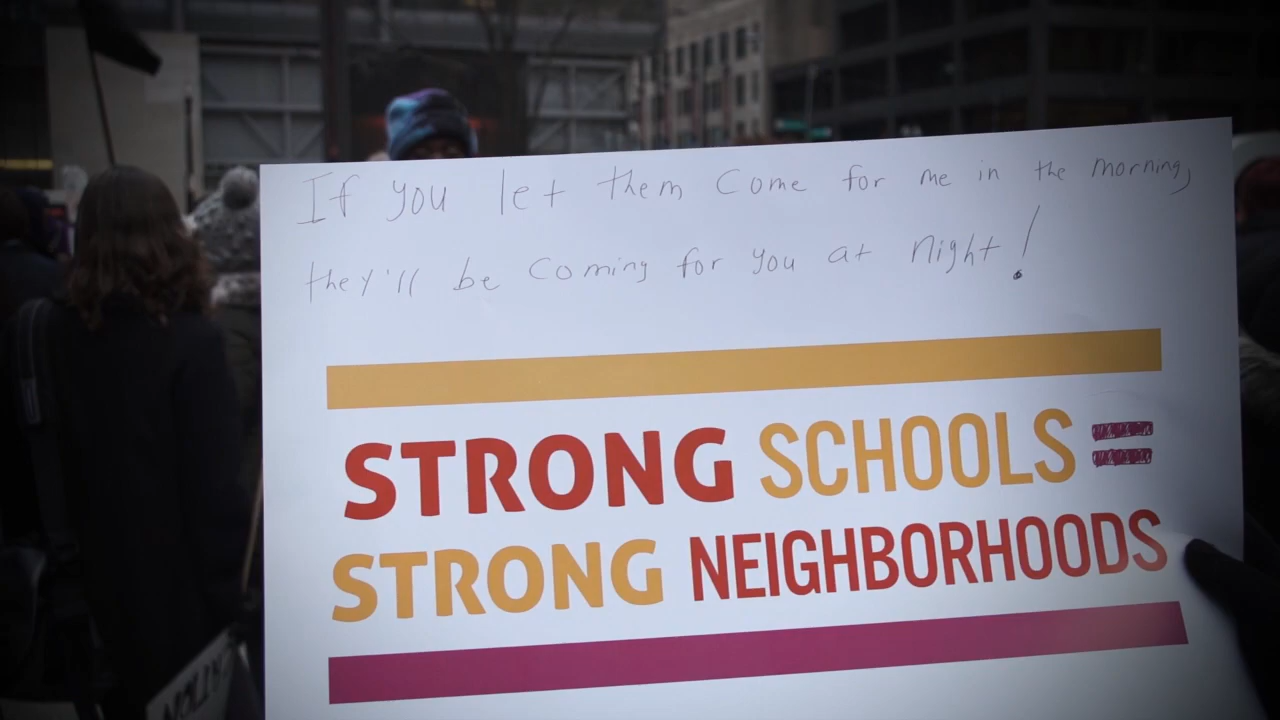 If you let them come for me in the morning,
they'll be coming for you at night!
STRONG SCHOOLS =
STRONG NEIGHBORHOODS